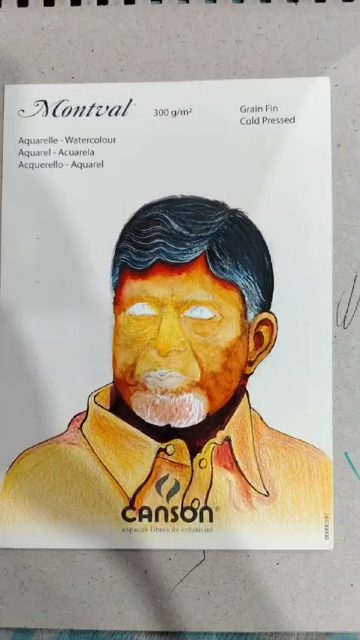 Montval
300 g/m²
Grain Fin
Cold Pressed
Aquarelle - Watercolour
Aquarel - Acuarela
Acquerello - Aquarel
CANSON®
espaces libres de créativité